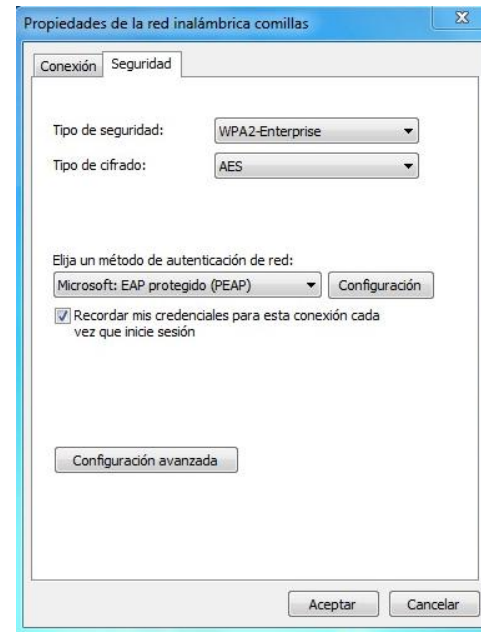 Propiedades de la red inalámbrica comillas
Conexión Seguridad
Tipo de seguridad: WPA2-Enterprise
Tipo de cifrado: AES
Elija un método de autenticación de red:
Microsoft: EAP protegido (PEAP) Configuración
Recordar mis credenciales para esta conexión cada
vez que inicie sesión
Configuración avanzada
Aceptar Cancelar